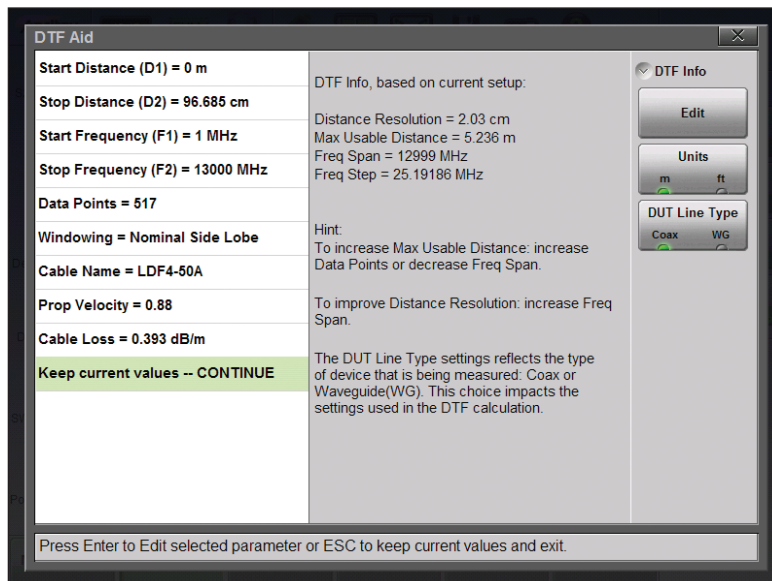 DTF Aid
Start Distance (D1) = 0 m
Stop Distance (D2) = 96.685 cm
Start Frequency (F1) = 1 MHz
Stop Frequency (F2) = 13000 MHz
Data Points = 517
Windowing = Nominal Side Lobe
Cable Name = LDF4-50A
Prop Velocity = 0.88
Cable Loss = 0.393 dB/m
Keep current values -- CONTINUE
DTF Info, based on current setup:
Distance Resolution = 2.03 cm
Max Usable Distance = 5.236 m
Freq Span = 12999 MHz
Freq Step = 25.19186 MHz
Hint:
To increase Max Usable Distance: increase
Data Points or decrease Freq Span.
To improve Distance Resolution: increase Freq
Span.
The DUT Line Type settings reflects the type
of device that is being measured: Coax or
Waveguide(WG). This choice impacts the
settings used in the DTF calculation.
DTF Info
Edit
Units
m ft
DUT Line Type
Coax WG
Press Enter to Edit selected parameter or ESC to keep current values and exit.